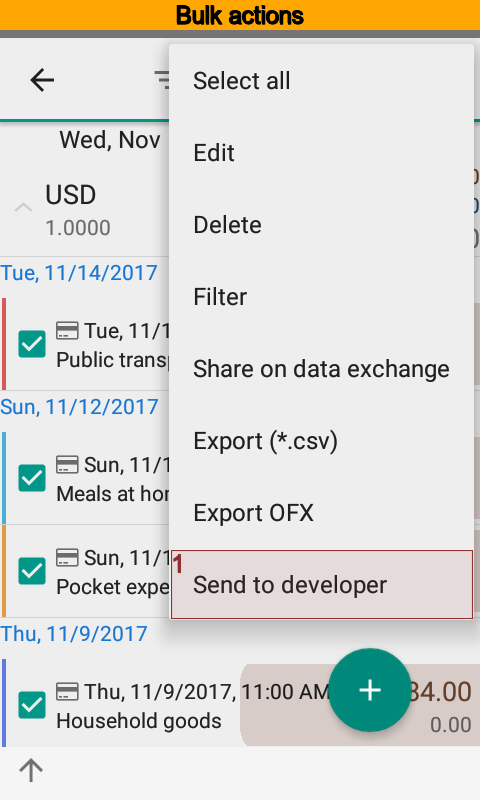 Bulk actions
Select all
Wed, Nov
Edit
USD
1.0000
Delete
Tue, 11/14/2017
Filter
Tue, 11/1
Public trans
Share on data exchange
Sun, 11/12/2017
Export (*.csv)
Sun, 11/1
Meals at hor
Export OFX
Sun, 11/1
Pocket expe
1
Send to developer
Thu, 11/9/2017
Thu, 11/9/2017, 11:00 AM
34.00
Household goods
0.00